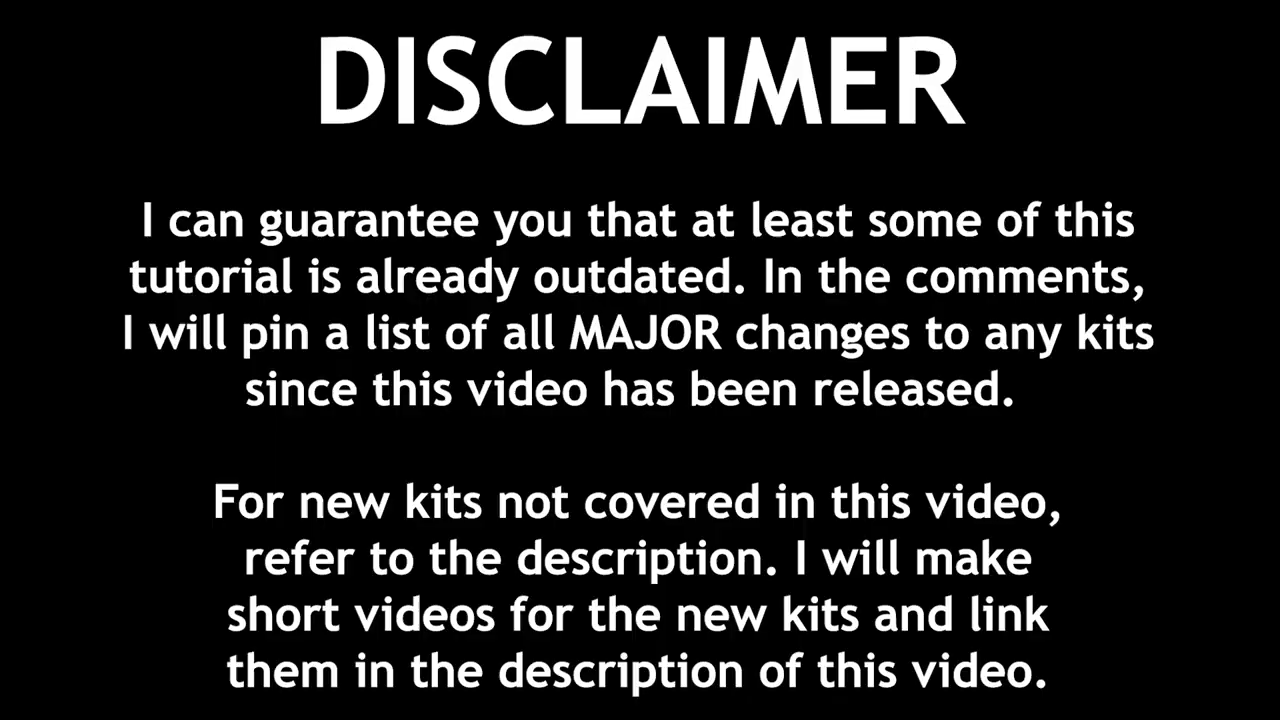 DISCLAIMER
I can guarantee you that at least some of this
tutorial is already outdated. In the comments,
I will pin a list of all MAJOR changes to any kits
since this video has been released.
For new kits not covered in this video,
refer to the description. I will make
short videos for the new kits and link
them in the description of this video.